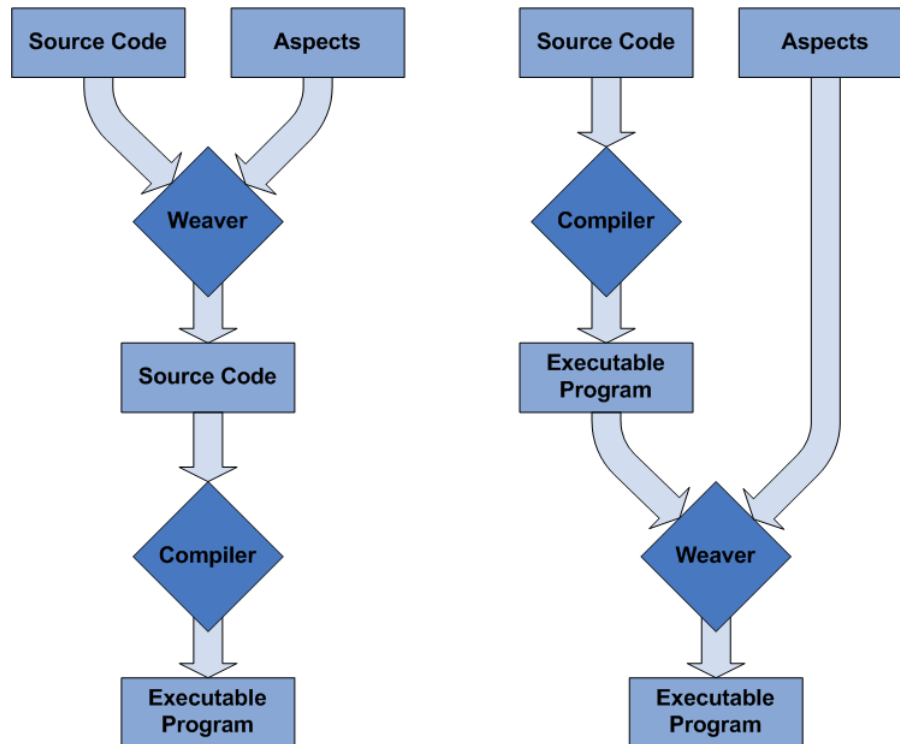 Source Code
Aspects
Weaver
Source Code
Compiler
Executable
Program
Source Code
Aspects
Compiler
Executable
Program
Weaver
Executable
Program